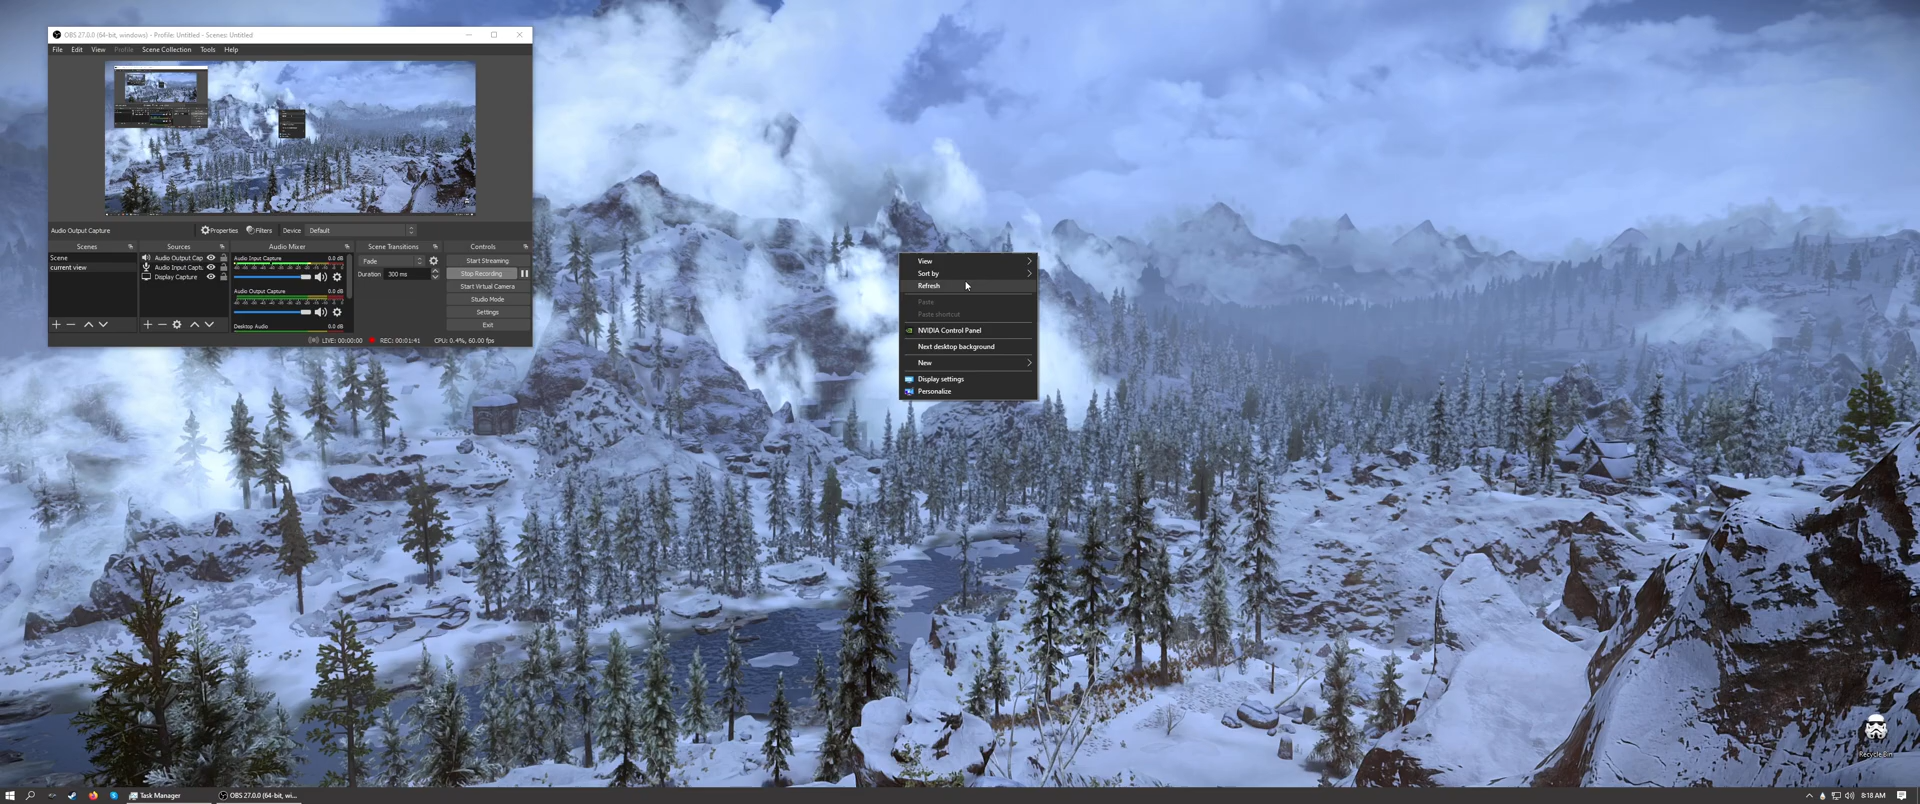 OBS 27.0.0 (64-bit, windows) - Profile: Untitled - Scenes: Untitled
File Edit View Profile Scene Collection Tools Help
Audio Output Capture Properties Filters Device Default
Scenes Sources Audio Mixer Scene Transitions Controls
Scene
current view
Audio Output Cap
Audio Input Captu
Display Capture
Audio Input Capture 0.0 dB
Audio Output Capture 0.0 dB
Desktop Audio 0.0 dB
Fade
Duration 300 ms
Start Streaming
Stop Recording
Start Virtual Camera
Studio Mode
Settings
Exit
LIVE: 00:00:00 REC: 00:01:41 CPU: 0.4%, 60.00 fps
View
Sort by
Refresh
Paste
Paste shortcut
NVIDIA Control Panel
Next desktop background
New
Display settings
Personalize
Recycle Bin
Task Manager OBS 27.0.0 (64-bit, wi... 8:18 AM